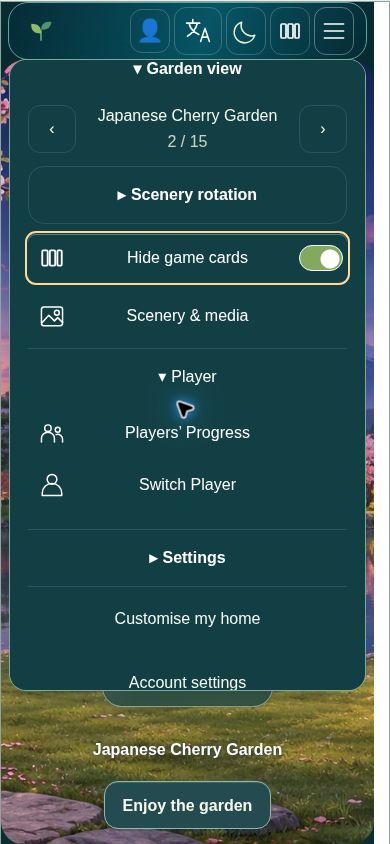 ▾ Garden view
‹
Japanese Cherry Garden
2 / 15
›
▸ Scenery rotation
Hide game cards
Scenery & media
▾ Player
Players’ Progress
Switch Player
▸ Settings
Customise my home
Account settings
Japanese Cherry Garden
Enjoy the garden